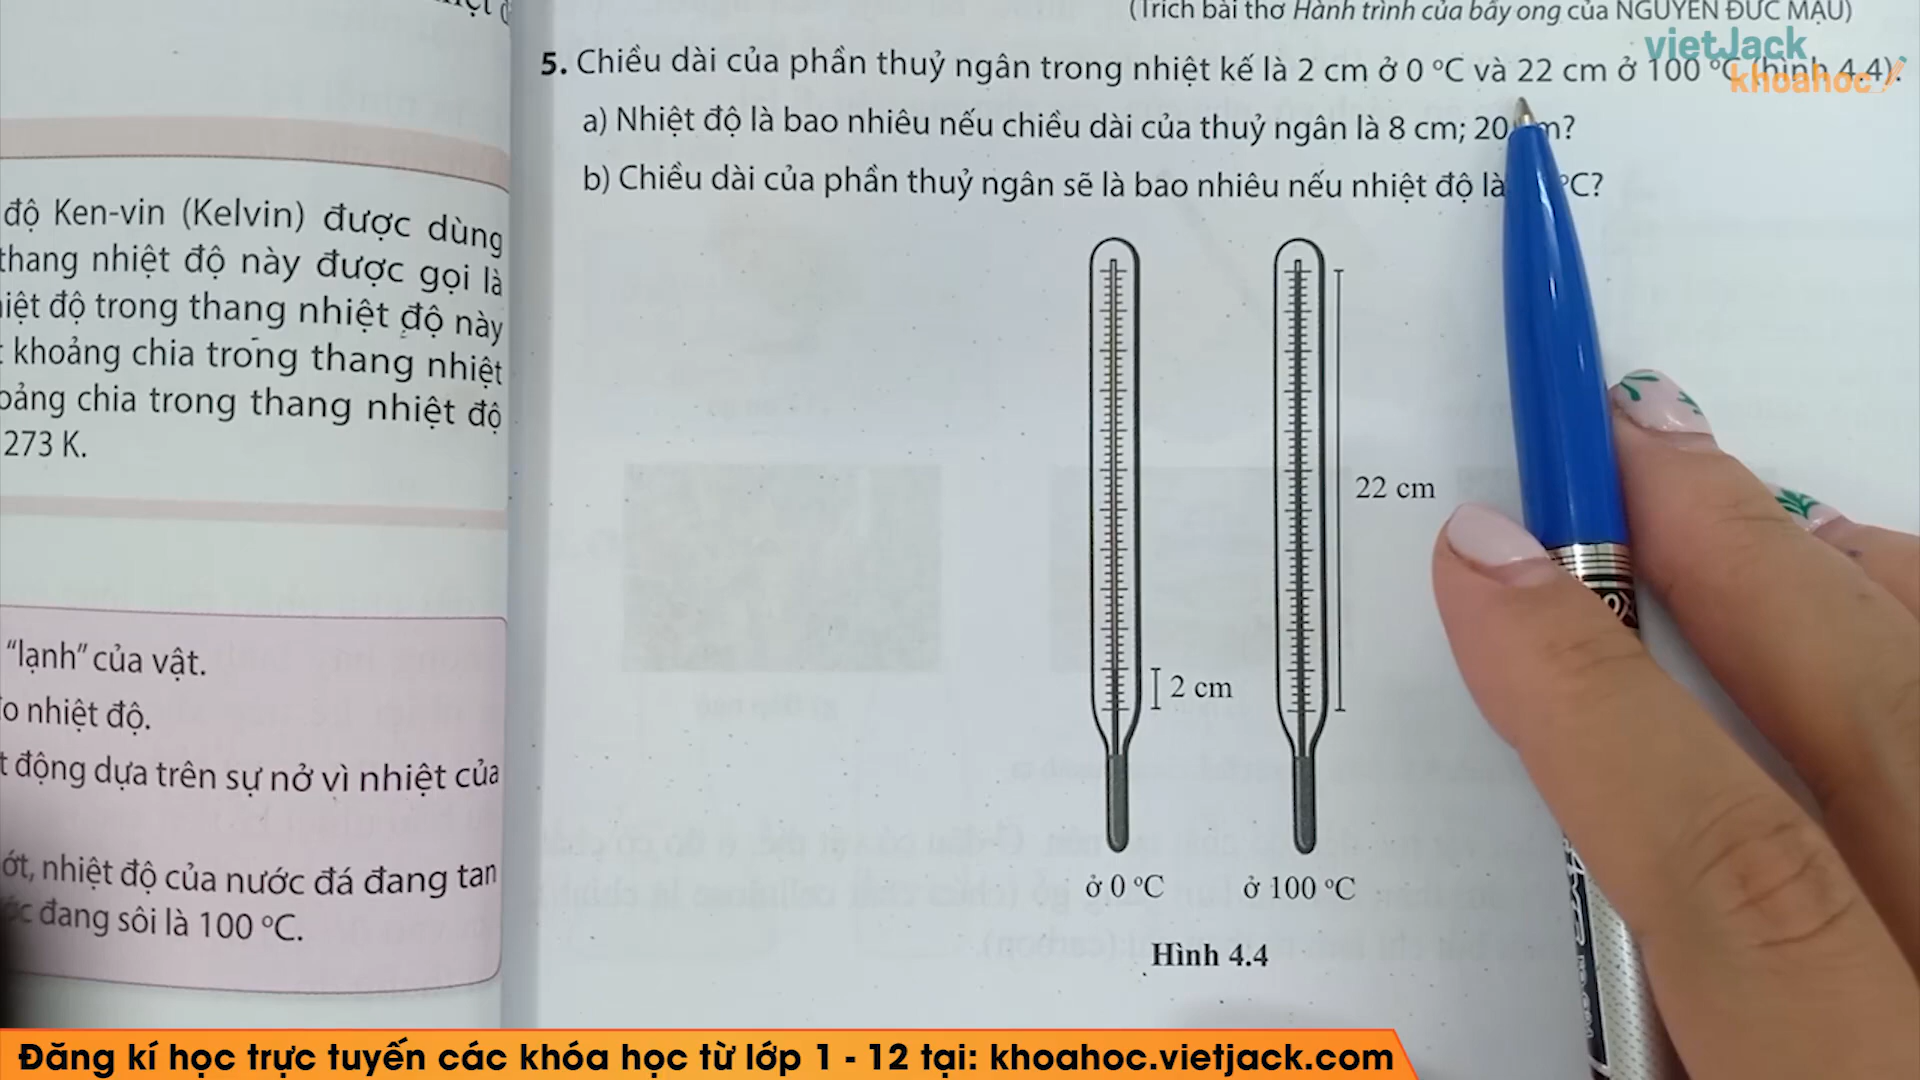 (Trích bài thơ Hành trình của bầy ong của NGUYỄN ĐỨC MẬU)
vietJack
khoahoc
5. Chiều dài của phần thuỷ ngân trong nhiệt kế là 2 cm ở 0 °C và 22 cm ở 100 °C (hình 4.4).
a) Nhiệt độ là bao nhiêu nếu chiều dài của thuỷ ngân là 8 cm; 20 cm?
b) Chiều dài của phần thuỷ ngân sẽ là bao nhiêu nếu nhiệt độ là °C?
độ Ken-vin (Kelvin) được dùng
thang nhiệt độ này được gọi là
nhiệt độ trong thang nhiệt độ này
khoảng chia trong thang nhiệt
khoảng chia trong thang nhiệt độ
273 K.
"lạnh" của vật.
đo nhiệt độ.
động dựa trên sự nở vì nhiệt của
nhiệt độ của nước đá đang tan
đang sôi là 100 °C.
22 cm
2 cm
ở 0 °C
ở 100 °C
Hình 4.4
Đăng kí học trực tuyến các khóa học từ lớp 1 - 12 tại: khoahoc.vietjack.com